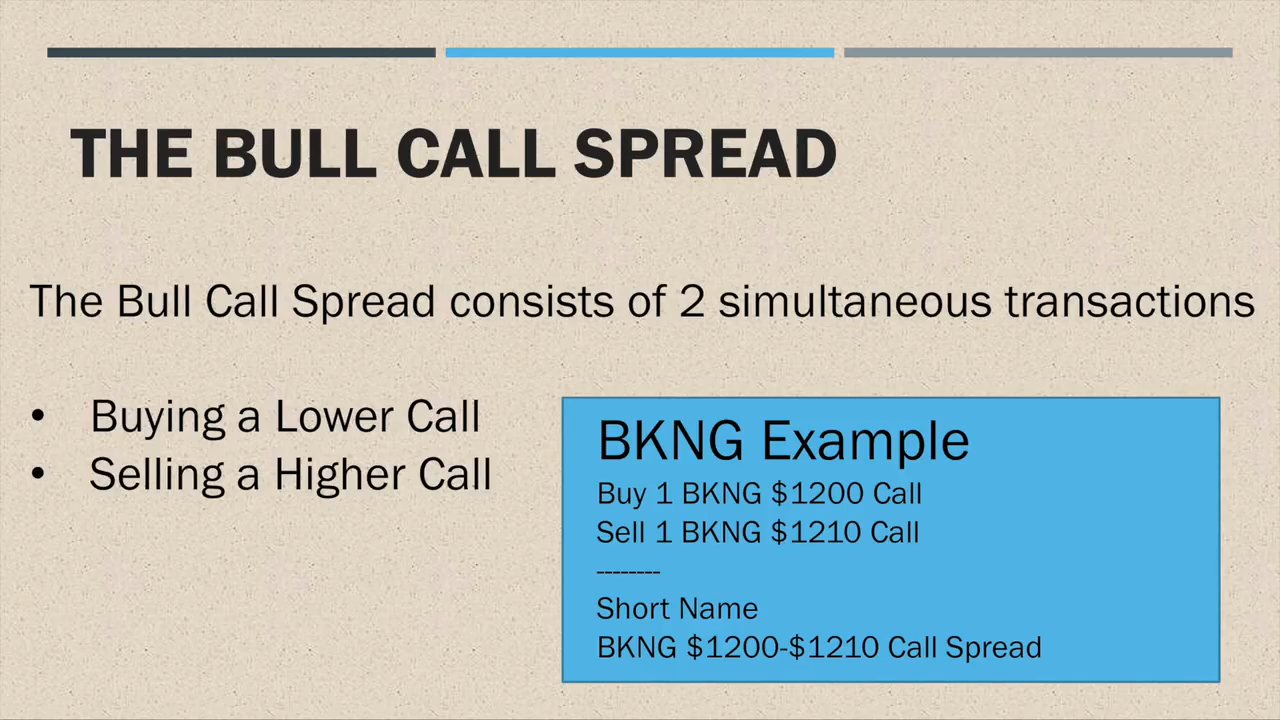 THE BULL CALL SPREAD
The Bull Call Spread consists of 2 simultaneous transactions
• Buying a Lower Call
• Selling a Higher Call
BKNG Example
Buy 1 BKNG $1200 Call
Sell 1 BKNG $1210 Call
--------
Short Name
BKNG $1200-$1210 Call Spread